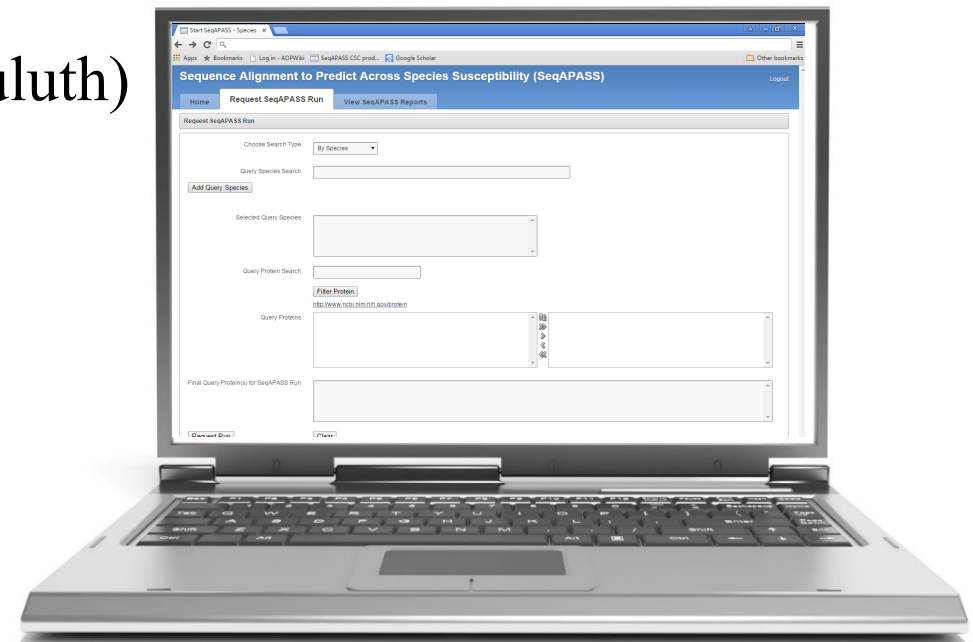 uluth)
Start SeqAPASS - Species ×
Apps Bookmarks Log in - AOPWiki SeqAPASS CSC prod... Google Scholar Other bookmarks
Sequence Alignment to Predict Across Species Susceptibility (SeqAPASS)
Logout
Home Request SeqAPASS Run View SeqAPASS Reports
Request SeqAPASS Run
Choose Search Type By Species
Query Species Search
Add Query Species
Selected Query Species
Query Protein Search
Filter Protein
http://www.ncbi.nlm.nih.gov/protein
Query Proteins
Final Query Protein(s) for SeqAPASS Run
Request Run Clear